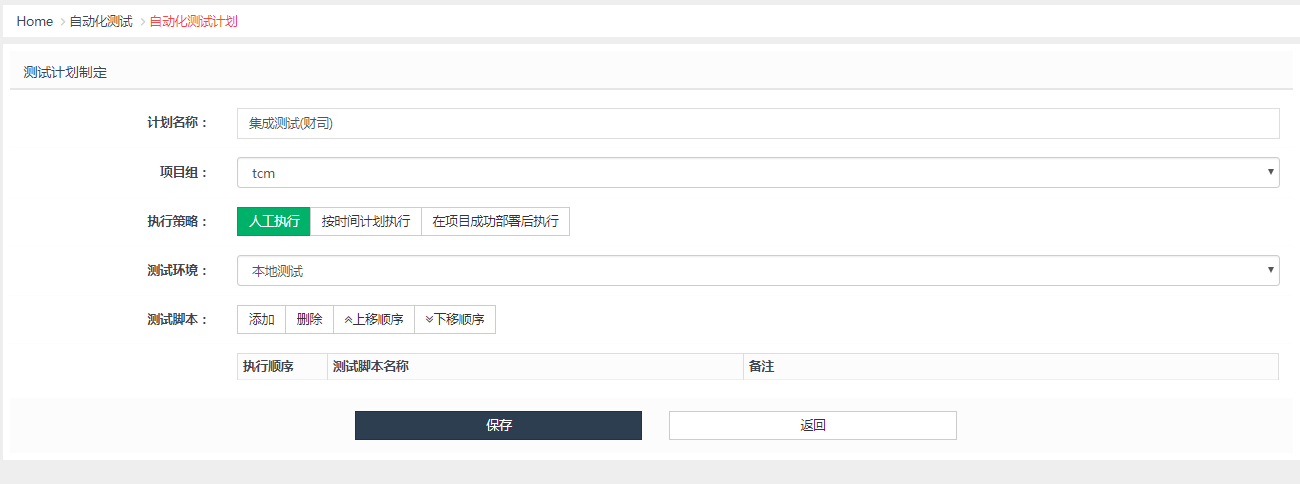 Home > 自动化测试 > 自动化测试计划
测试计划制定
计划名称： 集成测试(财司)
项目组： tcm
执行策略： 人工执行 按时间计划执行 在项目成功部署后执行
测试环境： 本地测试
测试脚本： 添加 删除 上移顺序 下移顺序
执行顺序 测试脚本名称 备注
保存 返回